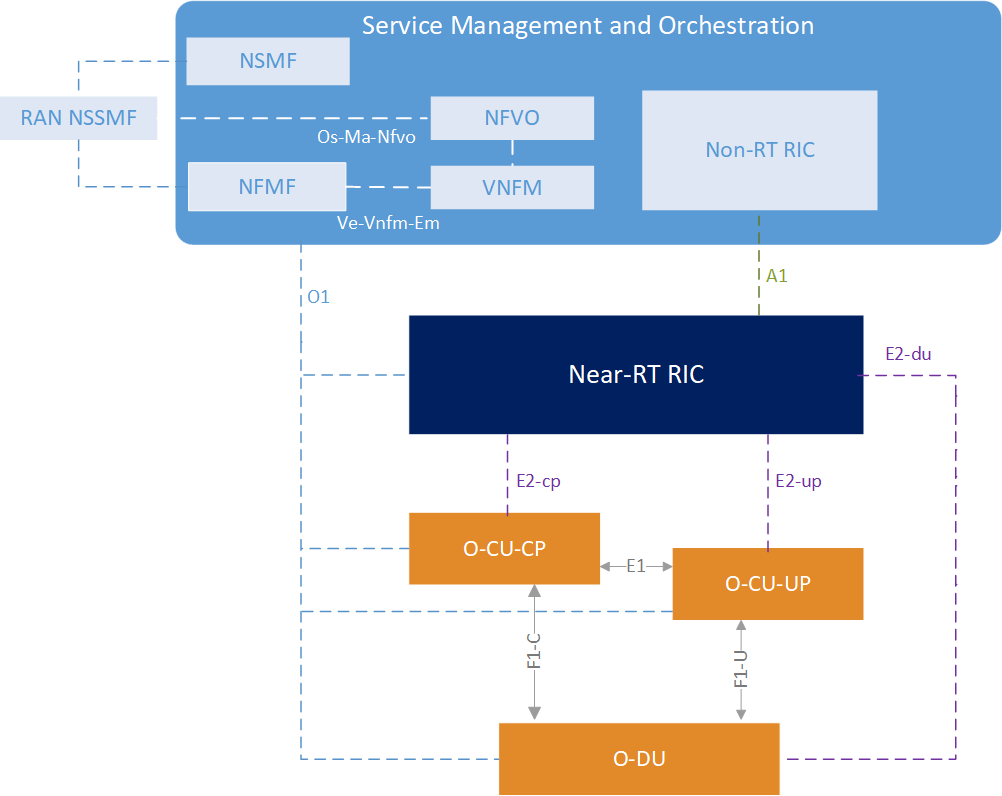 Service Management and Orchestration
NSMF
RAN NSSMF
NFVO
Os-Ma-Nfvo
Non-RT RIC
NFMF
VNFM
Ve-Vnfm-Em
A1
O1
Near-RT RIC
E2-du
E2-cp
E2-up
O-CU-CP
E1
O-CU-UP
F1-C
F1-U
O-DU